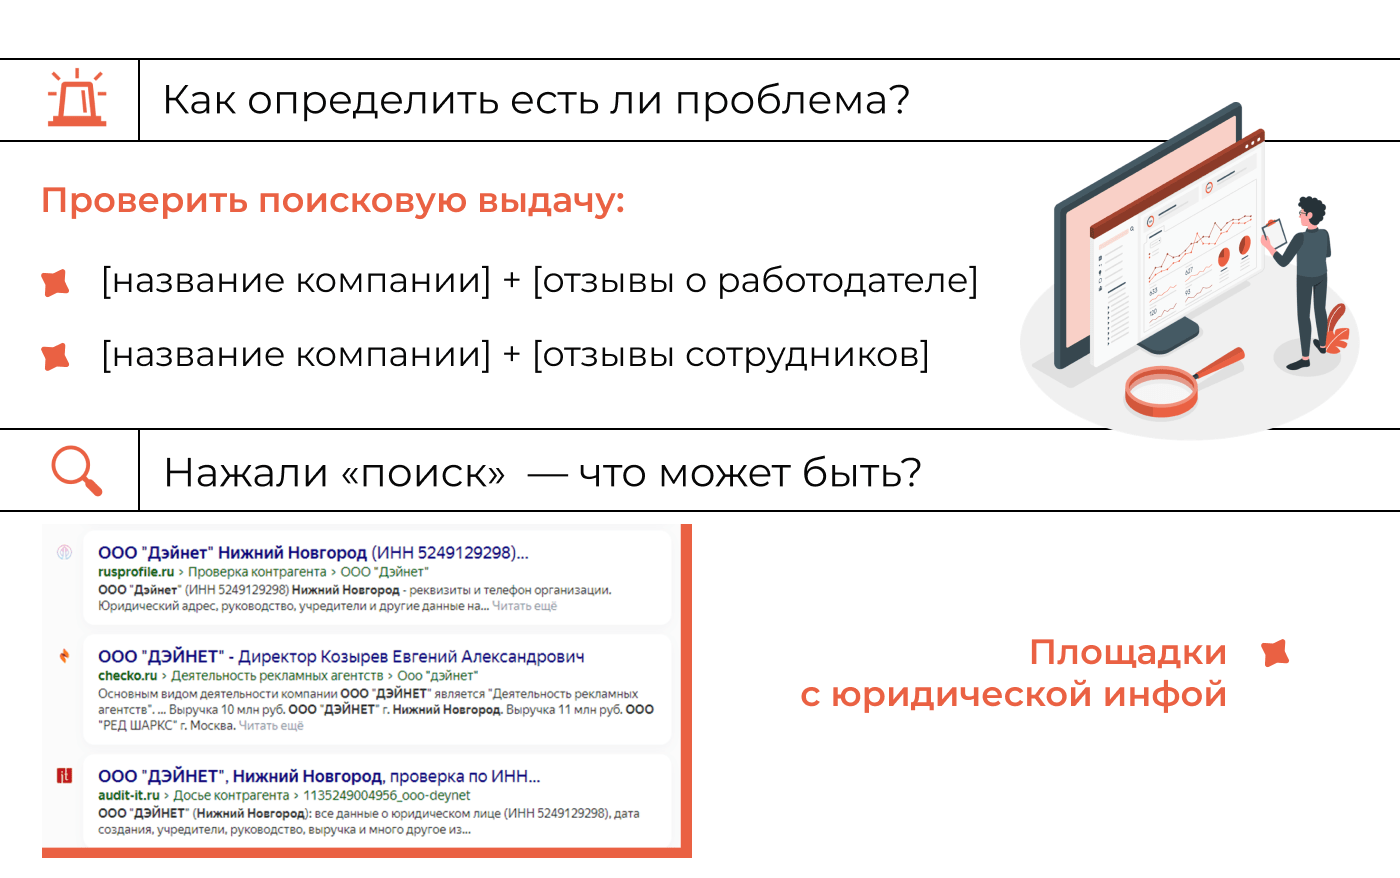 Как определить есть ли проблема?
Проверить поисковую выдачу:
[название компании] + [отзывы о работодателе]
[название компании] + [отзывы сотрудников]
Нажали «поиск» — что может быть?
ООО "Дэйнет" Нижний Новгород (ИНН 5249129298)...
rusprofile.ru › Проверка контрагента › ООО "Дэйнет"
ООО "Дэйнет" (ИНН 5249129298) Нижний Новгород - реквизиты и телефон организации.
Юридический адрес, руководство, учредители и другие данные на... Читать ещё
ООО "ДЭЙНЕТ" - Директор Козырев Евгений Александрович
checko.ru › Деятельность рекламных агентств › Ооо "дэйнет"
Основным видом деятельности компании ООО "ДЭЙНЕТ" является "Деятельность рекламных
агентств". ... Выручка 10 млн руб. ООО "ДЭЙНЕТ" г. Нижний Новгород. Выручка 11 млн руб. ООО
"РЕД ШАРКС" г. Москва. Читать ещё
ООО "ДЭЙНЕТ", Нижний Новгород, проверка по ИНН...
audit-it.ru › Досье контрагента › 1135249004956_ooo-deynet
ООО "ДЭЙНЕТ" (Нижний Новгород): все данные о юридическом лице (ИНН 5249129298), дата
создания, учредители, руководство, выручка и много другое из...
Площадки
с юридической инфой